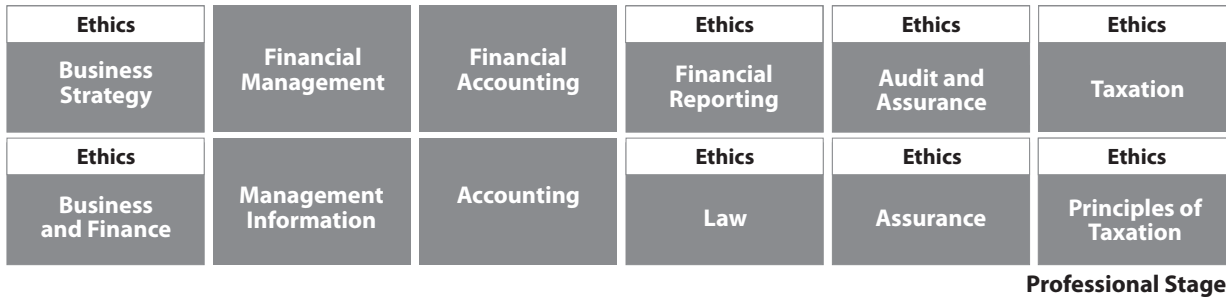 Ethics
Business
Strategy
Financial
Management
Financial
Accounting
Ethics
Financial
Reporting
Ethics
Audit and
Assurance
Ethics
Taxation
Ethics
Business
and Finance
Management
Information
Accounting
Ethics
Law
Ethics
Assurance
Ethics
Principles of
Taxation
Professional Stage